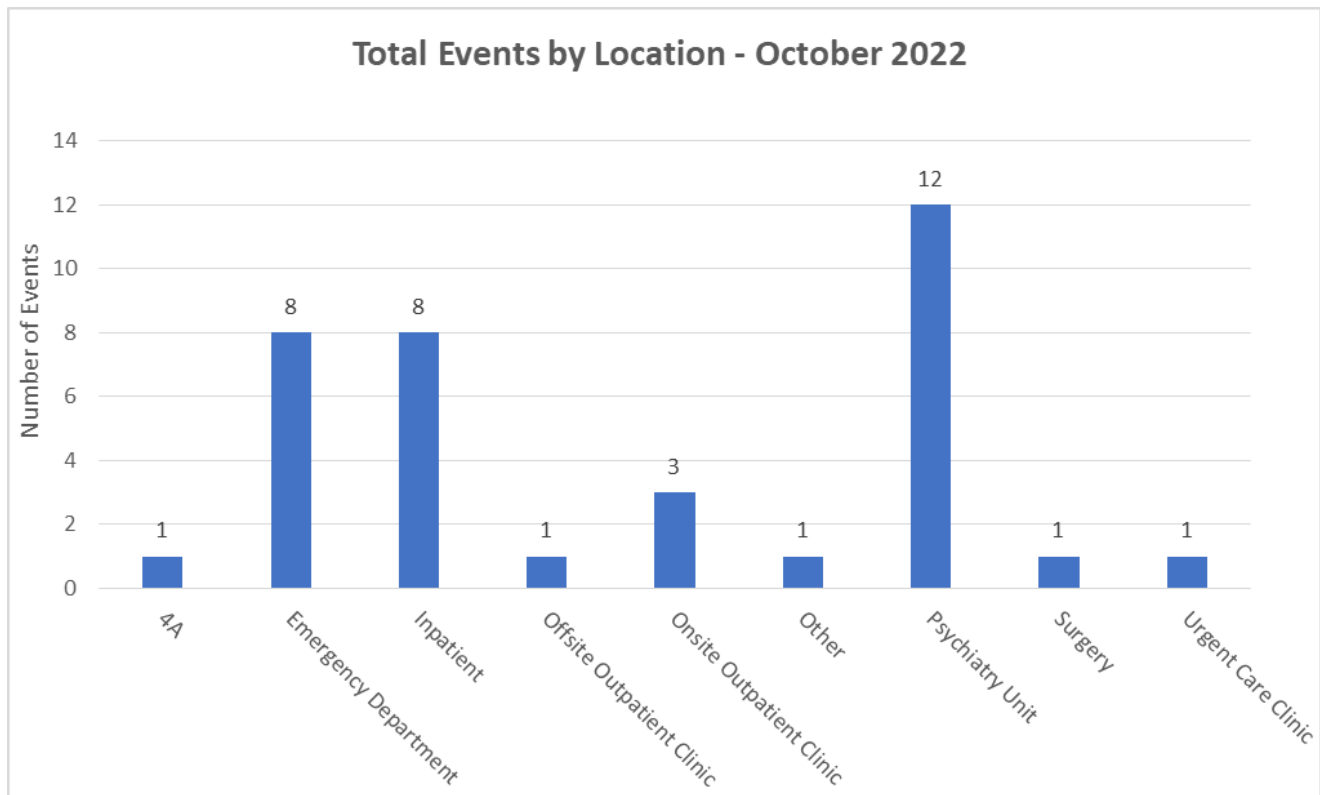 Total Events by Location - October 2022
Number of Events
14
12
10
8
6
4
2
0
1
8
8
1
3
1
12
1
1
4A
Emergency Department
Inpatient
Offsite Outpatient Clinic
Onsite Outpatient Clinic
Other
Psychiatry Unit
Surgery
Urgent Care Clinic